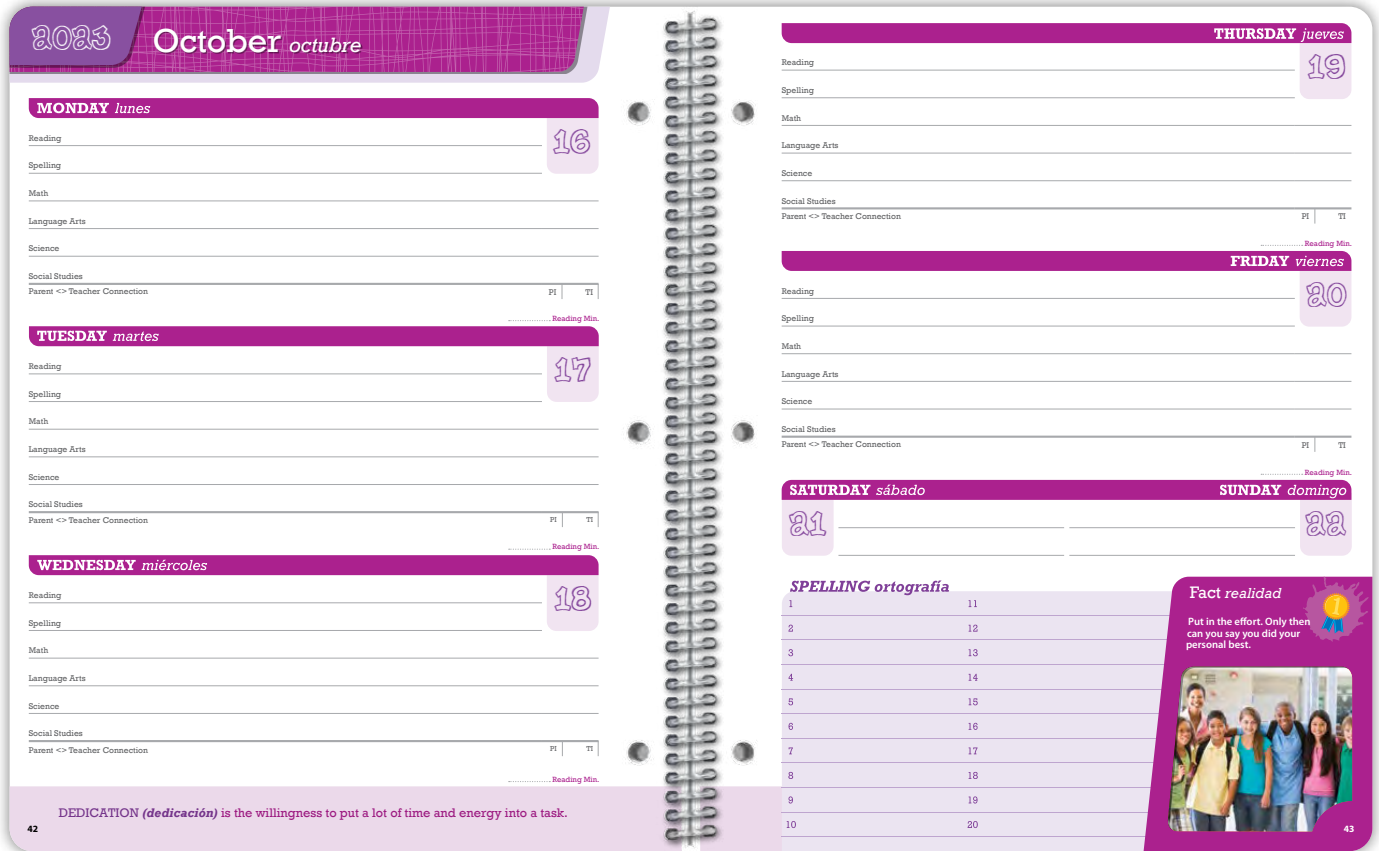 2023 October octubre
MONDAY lunes
16
Reading
Spelling
Math
Language Arts
Science
Social Studies
Parent <> Teacher Connection PI TI
Reading Min.
TUESDAY martes
17
Reading
Spelling
Math
Language Arts
Science
Social Studies
Parent <> Teacher Connection PI TI
Reading Min.
WEDNESDAY miércoles
18
Reading
Spelling
Math
Language Arts
Science
Social Studies
Parent <> Teacher Connection PI TI
Reading Min.
DEDICATION (dedicación) is the willingness to put a lot of time and energy into a task.
42
THURSDAY jueves
19
Reading
Spelling
Math
Language Arts
Science
Social Studies
Parent <> Teacher Connection PI TI
Reading Min.
FRIDAY viernes
20
Reading
Spelling
Math
Language Arts
Science
Social Studies
Parent <> Teacher Connection PI TI
Reading Min.
SATURDAY sábado SUNDAY domingo
21 22
SPELLING ortografía
1 11
2 12
3 13
4 14
5 15
6 16
7 17
8 18
9 19
10 20
Fact realidad
1
Put in the effort. Only then
can you say you did your
personal best.
43